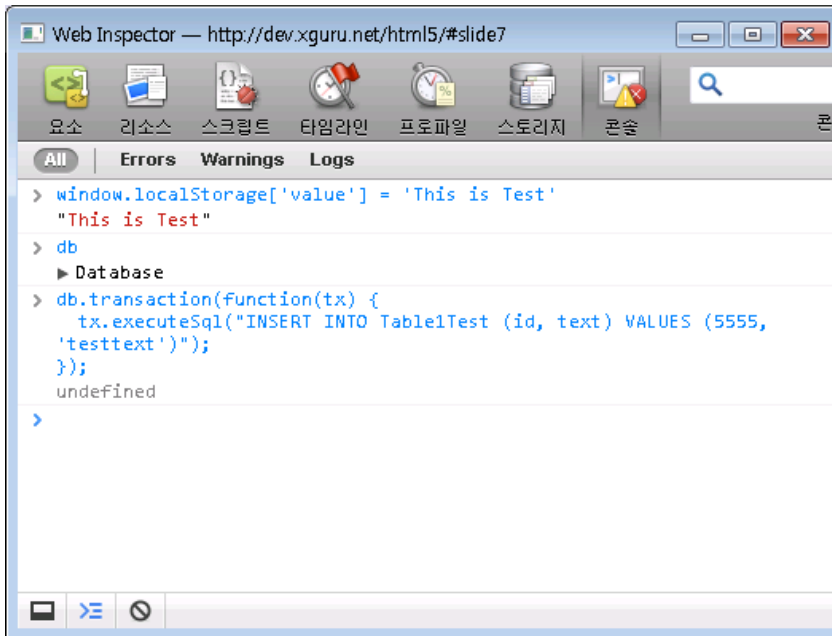 Web Inspector — http://dev.xguru.net/html5/#slide7
요소 리소스 스크립트 타임라인 프로파일 스토리지 콘솔 콘
All Errors Warnings Logs
> window.localStorage['value'] = 'This is Test'
"This is Test"
> db
▶ Database
> db.transaction(function(tx) {
tx.executeSql("INSERT INTO Table1Test (id, text) VALUES (5555,
'testtext')");
});
undefined
>